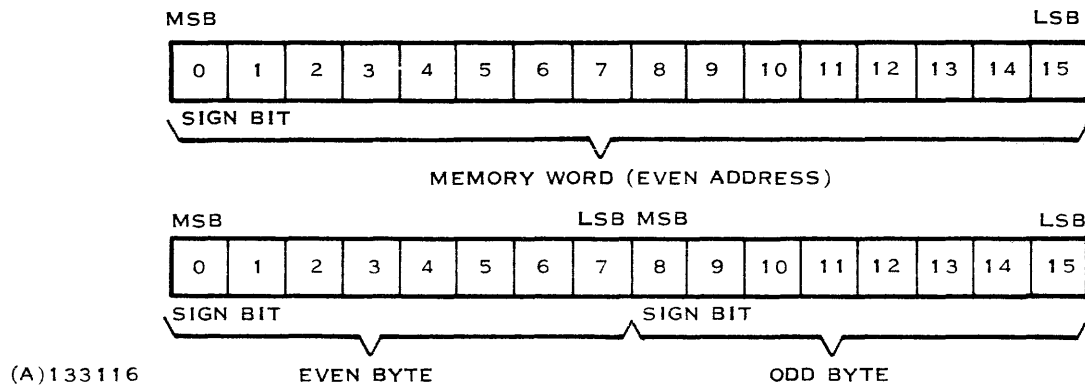 MSB LSB
0 1 2 3 4 5 6 7 8 9 10 11 12 13 14 15
SIGN BIT
MEMORY WORD (EVEN ADDRESS)
MSB LSB MSB LSB
0 1 2 3 4 5 6 7 8 9 10 11 12 13 14 15
SIGN BIT SIGN BIT
(A)133116 EVEN BYTE ODD BYTE